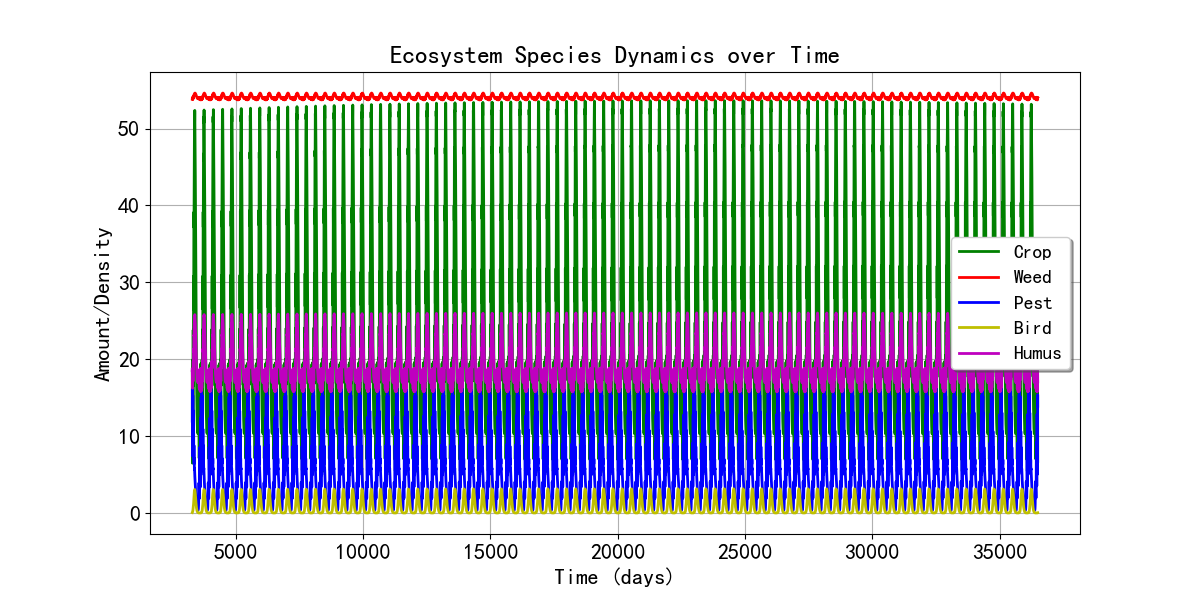 Ecosystem Species Dynamics over Time
Amount/Density
50
40
30
20
10
0
Crop
Weed
Pest
Bird
Humus
5000 10000 15000 20000 25000 30000 35000
Time (days)